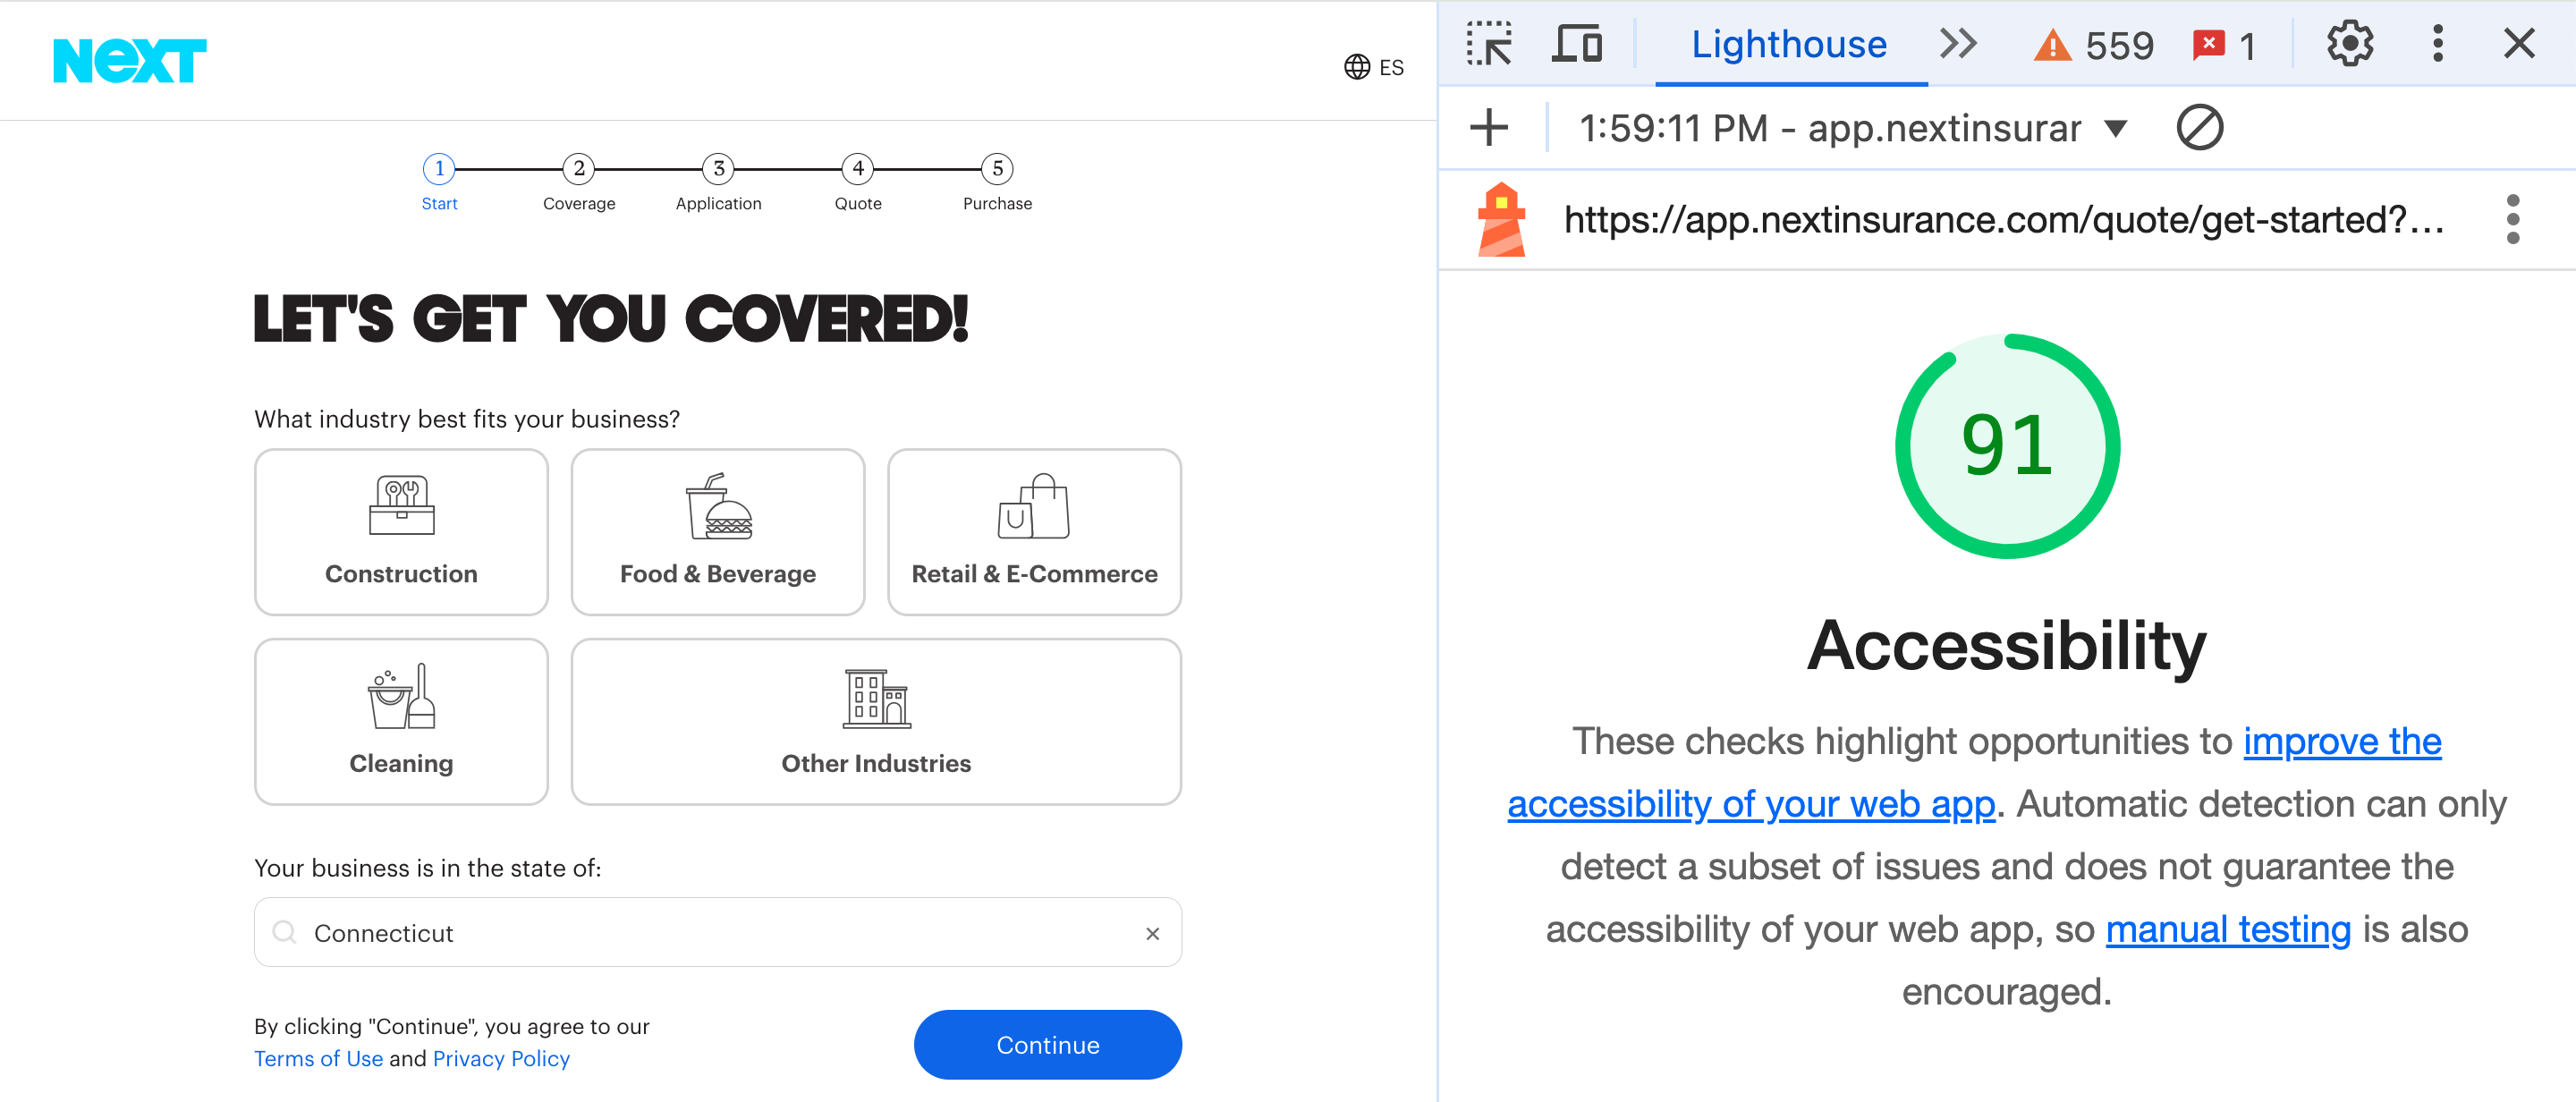 NEXT
ES
1 2 3 4 5
Start Coverage Application Quote Purchase
LET'S GET YOU COVERED!
What industry best fits your business?
Construction
Food & Beverage
Retail & E-Commerce
Cleaning
Other Industries
Your business is in the state of:
Connecticut
By clicking "Continue", you agree to our
Terms of Use and Privacy Policy
Continue
Lighthouse 559 1
1:59:11 PM - app.nextinsurar
https://app.nextinsurance.com/quote/get-started?...
91
Accessibility
These checks highlight opportunities to improve the
accessibility of your web app. Automatic detection can only
detect a subset of issues and does not guarantee the
accessibility of your web app, so manual testing is also
encouraged.